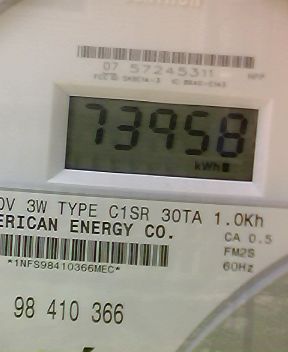 07 57245311
73958
kWh
0V 3W TYPE C1SR 30TA 1.0Kh
ERICAN ENERGY CO.
CA 0.5
FM2S
*1NFS98410366MEC*
60Hz
98 410 366